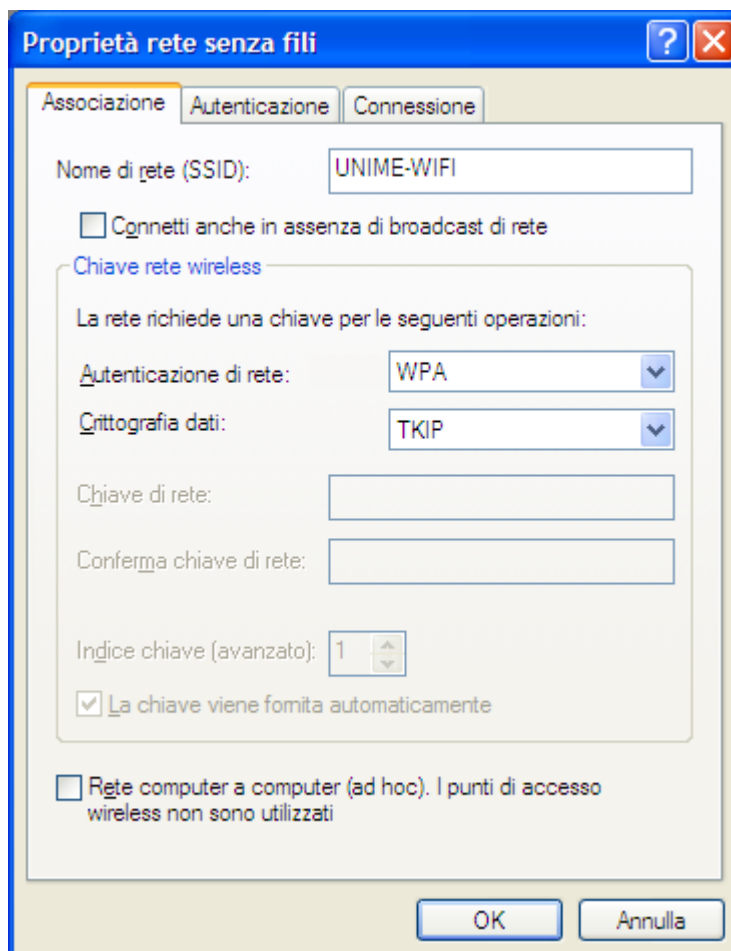 Proprietà rete senza fili
Associazione Autenticazione Connessione
Nome di rete (SSID): UNIME-WIFI
Connetti anche in assenza di broadcast di rete
Chiave rete wireless
La rete richiede una chiave per le seguenti operazioni:
Autenticazione di rete: WPA
Crittografia dati: TKIP
Chiave di rete:
Conferma chiave di rete:
Indice chiave (avanzato): 1
La chiave viene fornita automaticamente
Rete computer a computer (ad hoc). I punti di accesso
wireless non sono utilizzati
OK Annulla